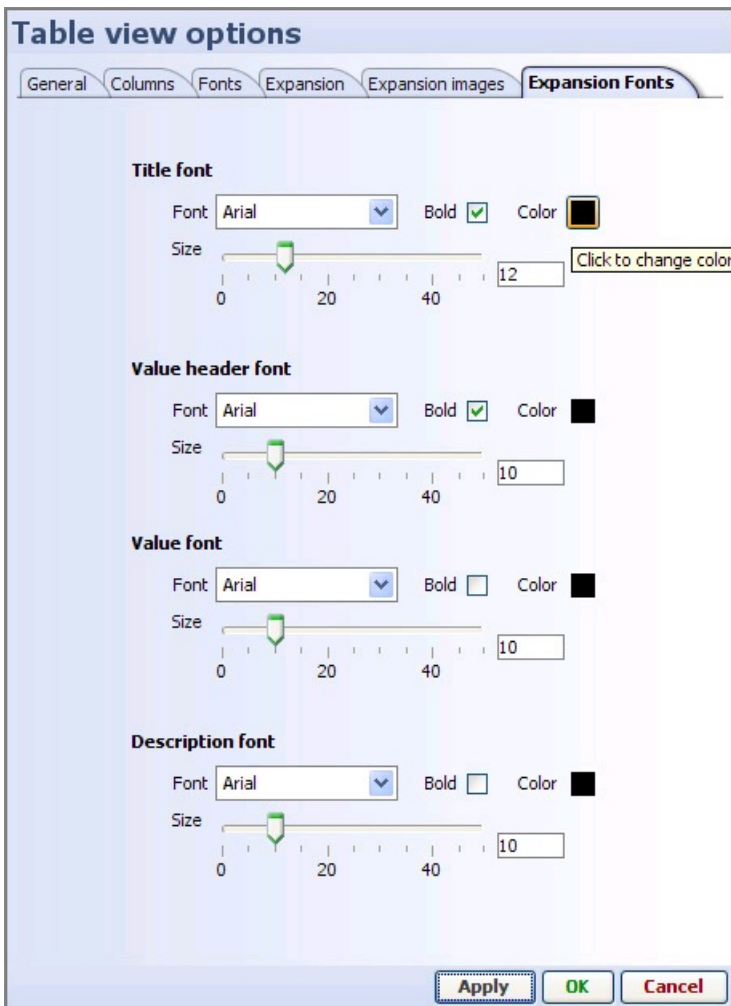 Table view options
General Columns Fonts Expansion Expansion images Expansion Fonts
Title font
Font Arial Bold Color
Size
Click to change color
12
0 20 40
Value header font
Font Arial Bold Color
Size
10
0 20 40
Value font
Font Arial Bold Color
Size
10
0 20 40
Description font
Font Arial Bold Color
Size
10
0 20 40
Apply OK Cancel